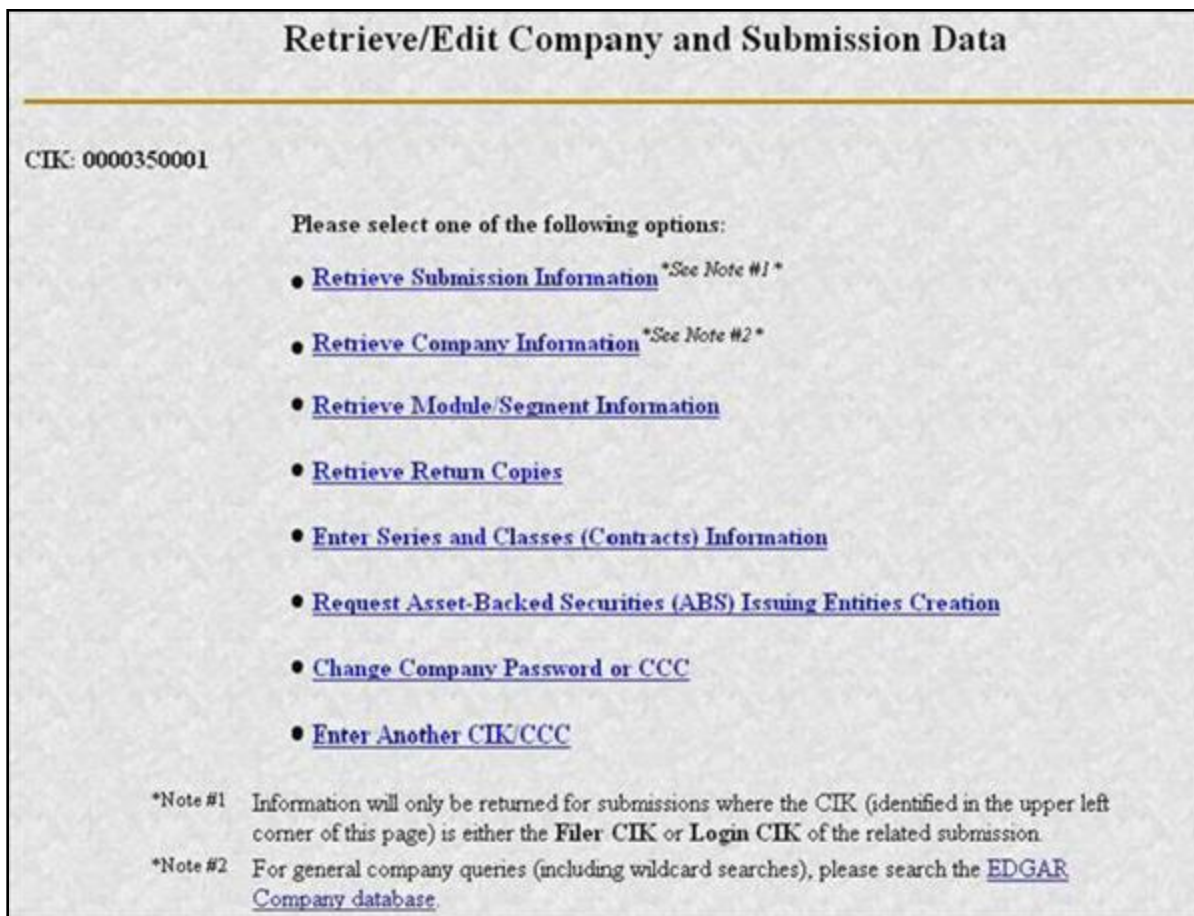 Retrieve/Edit Company and Submission Data
CIK: 0000350001
Please select one of the following options:
• Retrieve Submission Information *See Note #1*
• Retrieve Company Information *See Note #2*
• Retrieve Module/Segment Information
• Retrieve Return Copies
• Enter Series and Classes (Contracts) Information
• Request Asset-Backed Securities (ABS) Issuing Entities Creation
• Change Company Password or CCC
• Enter Another CIK/CCC
*Note #1 Information will only be returned for submissions where the CIK (identified in the upper left
corner of this page) is either the Filer CIK or Login CIK of the related submission.
*Note #2 For general company queries (including wildcard searches), please search the EDGAR
Company database.